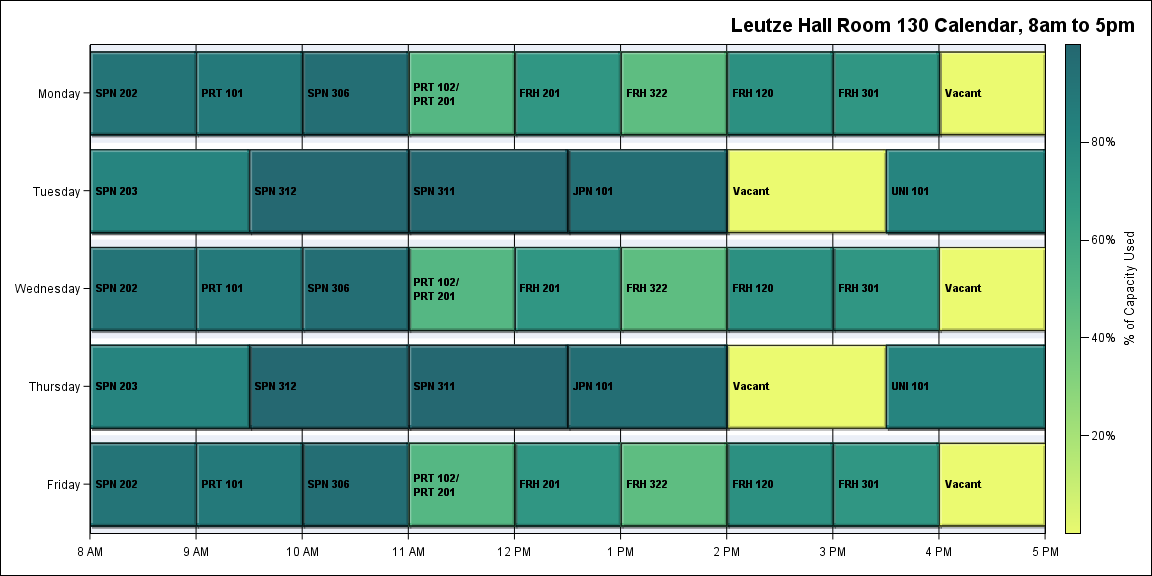 Leutze Hall Room 130 Calendar, 8am to 5pm
Monday
SPN 202
PRT 101
SPN 306
PRT 102/
PRT 201
FRH 201
FRH 322
FRH 120
FRH 301
Vacant
Tuesday
SPN 203
SPN 312
SPN 311
JPN 101
Vacant
UNI 101
Wednesday
SPN 202
PRT 101
SPN 306
PRT 102/
PRT 201
FRH 201
FRH 322
FRH 120
FRH 301
Vacant
Thursday
SPN 203
SPN 312
SPN 311
JPN 101
Vacant
UNI 101
Friday
SPN 202
PRT 101
SPN 306
PRT 102/
PRT 201
FRH 201
FRH 322
FRH 120
FRH 301
Vacant
8 AM
9 AM
10 AM
11 AM
12 PM
1 PM
2 PM
3 PM
4 PM
5 PM
80%
60%
40%
20%
% of Capacity Used